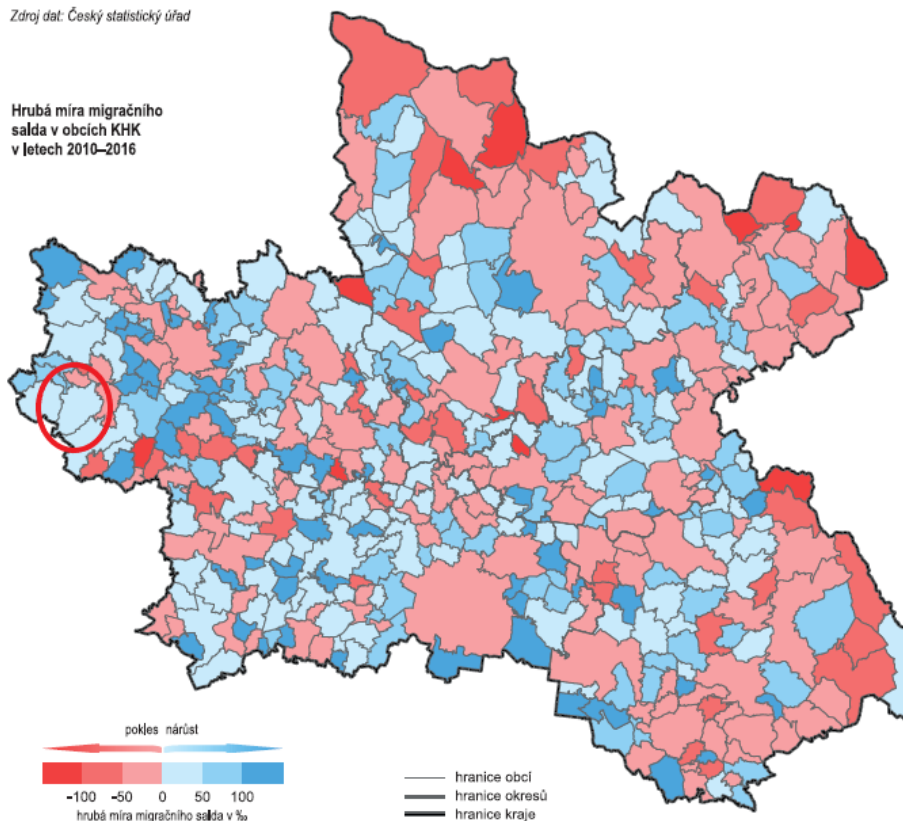 Zdroj dat: Český statistický úřad
Hrubá míra migračního
salda v obcích KHK
v letech 2010–2016
pokles nárůst
-100 -50 0 50 100
hrubá míra migračního salda v ‰
hranice obcí
hranice okresů
hranice kraje